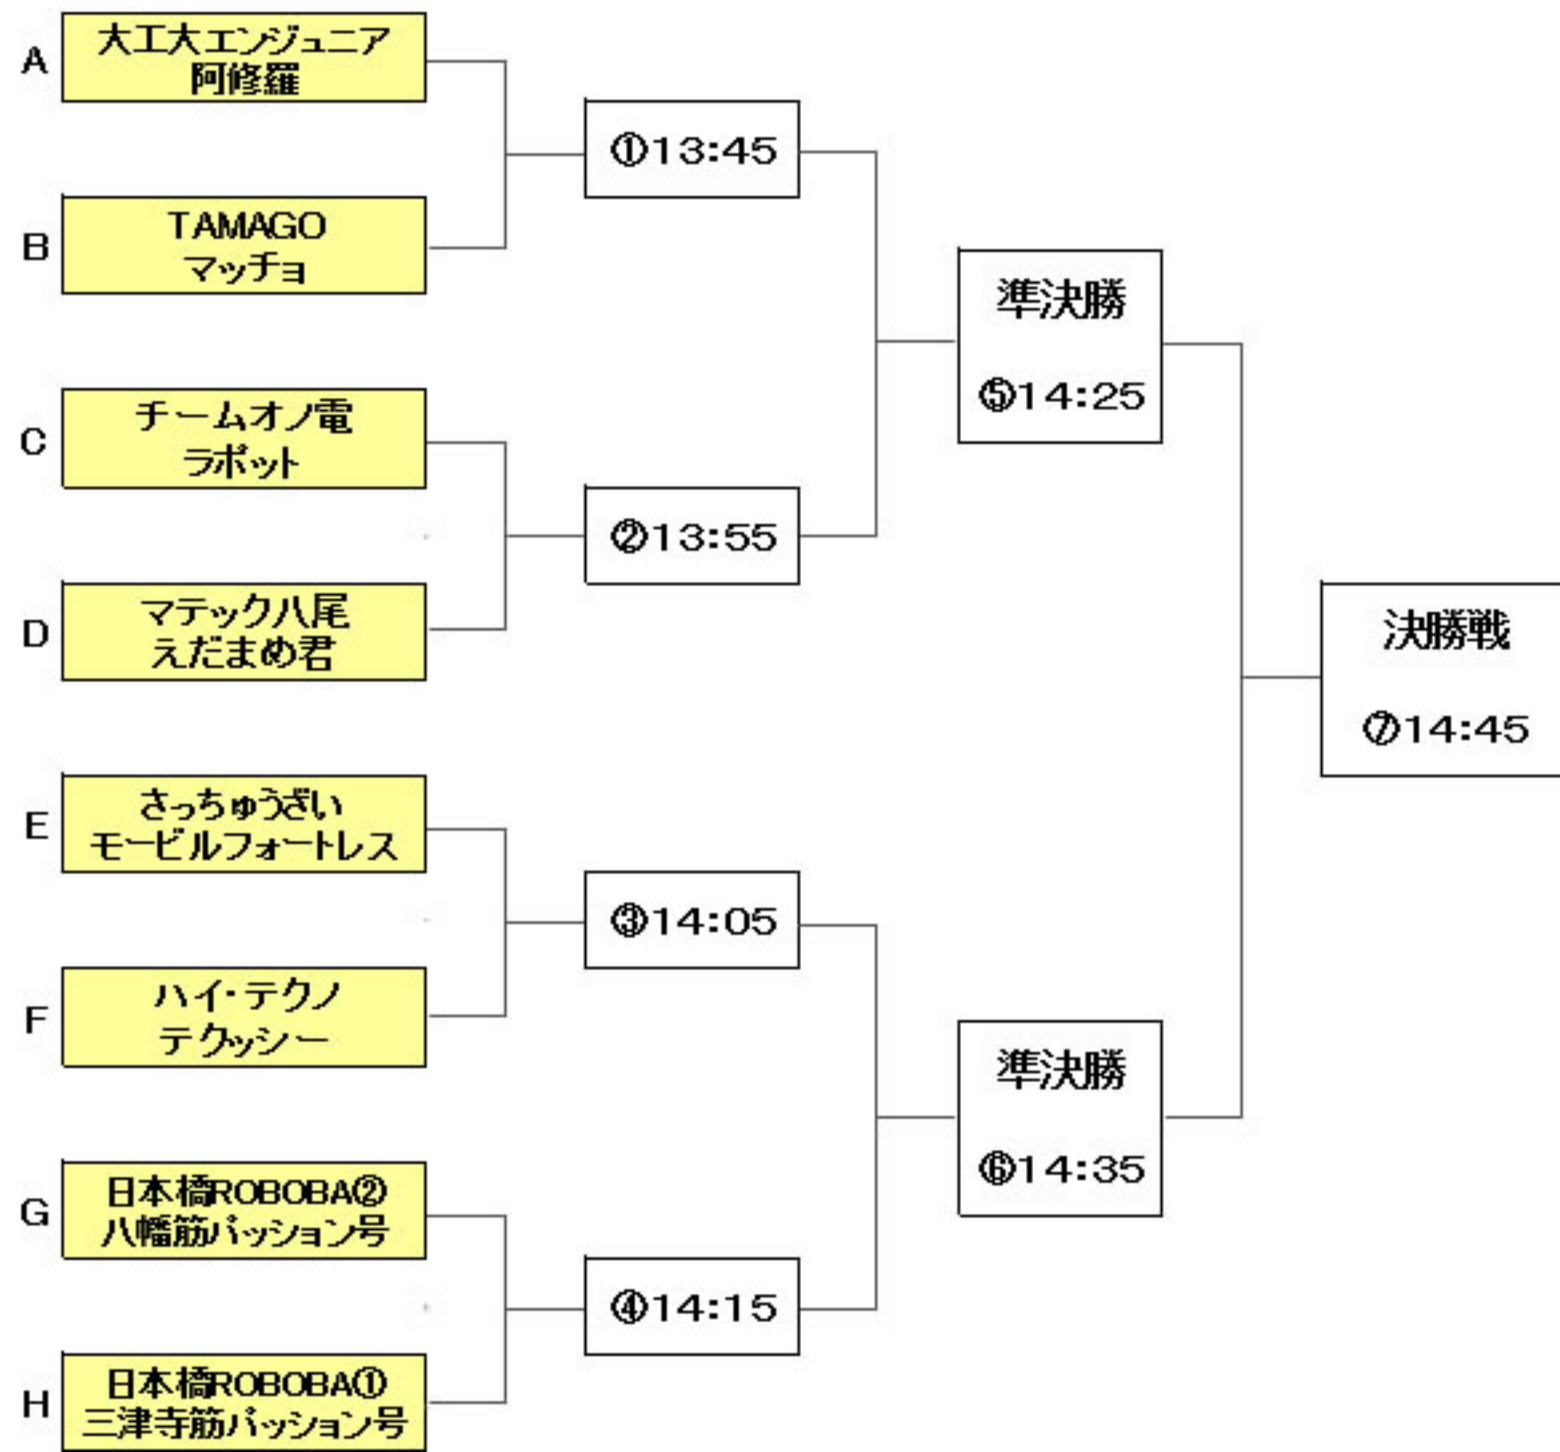 A
大工大エンジュニア
阿修羅
①13:45
B
TAMAGO
マッチョ
準決勝
⑤14:25
C
チームオノ電
ラボット
②13:55
D
マテック八尾
えだまめ君
決勝戦
⑦14:45
E
さっちゅうざい
モービルフォートレス
③14:05
F
ハイ・テクノ
テクッシー
準決勝
⑥14:35
G
日本橋ROBOBA②
八幡筋パッション号
④14:15
H
日本橋ROBOBA①
三津寺筋パッション号